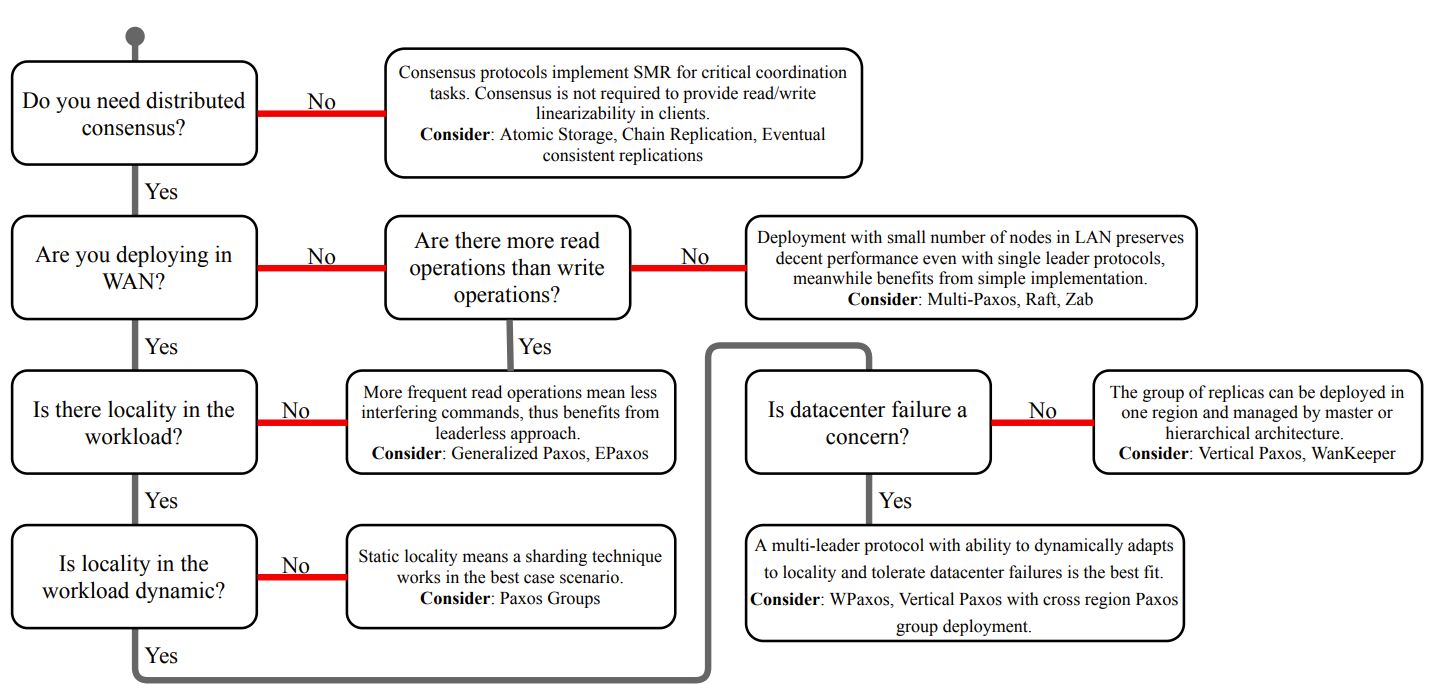 Do you need distributed
consensus?
No
Consensus protocols implement SMR for critical coordination
tasks. Consensus is not required to provide read/write
linearizability in clients.
Consider: Atomic Storage, Chain Replication, Eventual
consistent replications
Yes
Are you deploying in
WAN?
No
Are there more read
operations than write
operations?
No
Deployment with small number of nodes in LAN preserves
decent performance even with single leader protocols,
meanwhile benefits from simple implementation.
Consider: Multi-Paxos, Raft, Zab
Yes
Yes
Is there locality in the
workload?
No
More frequent read operations mean less
interfering commands, thus benefits from
leaderless approach.
Consider: Generalized Paxos, EPaxos
Is datacenter failure a
concern?
No
The group of replicas can be deployed in
one region and managed by master or
hierarchical architecture.
Consider: Vertical Paxos, WanKeeper
Yes
Yes
Is locality in the
workload dynamic?
No
Static locality means a sharding technique
works in the best case scenario.
Consider: Paxos Groups
A multi-leader protocol with ability to dynamically adapts
to locality and tolerate datacenter failures is the best fit.
Consider: WPaxos, Vertical Paxos with cross region Paxos
group deployment.
Yes